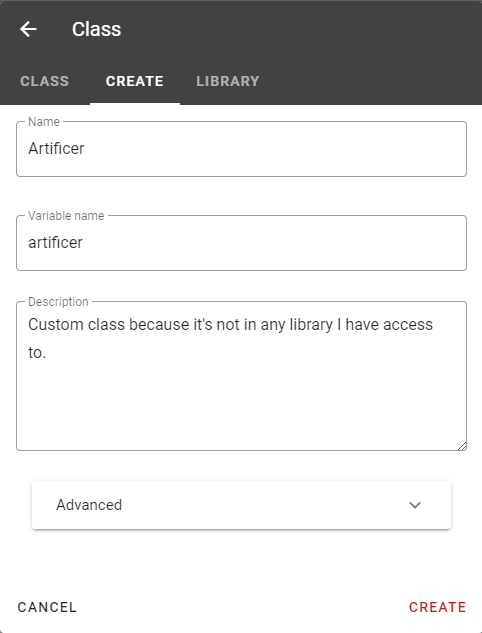 Class
CLASS CREATE LIBRARY
Name
Artificer
Variable name
artificer
Description
Custom class because it's not in any library I have access
to.
Advanced
CANCEL CREATE